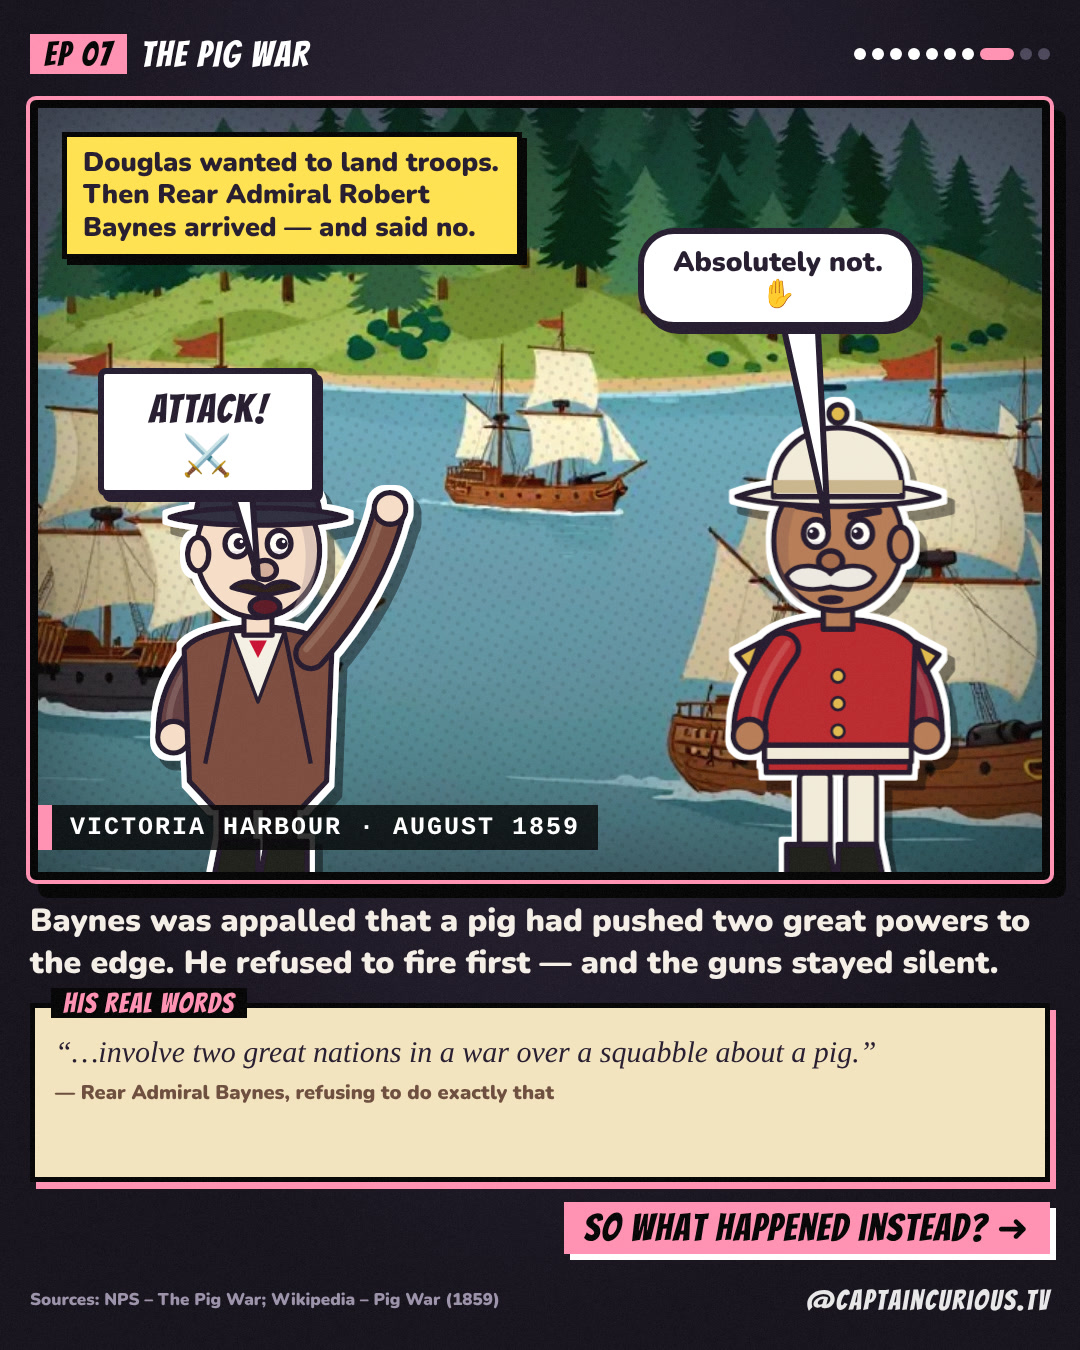 EP 07 THE PIG WAR
Douglas wanted to land troops.
Then Rear Admiral Robert
Baynes arrived — and said no.
Absolutely not.
✋
ATTACK!
⚔️
VICTORIA HARBOUR · AUGUST 1859
Baynes was appalled that a pig had pushed two great powers to
the edge. He refused to fire first — and the guns stayed silent.
HIS REAL WORDS
“…involve two great nations in a war over a squabble about a pig.”
— Rear Admiral Baynes, refusing to do exactly that
SO WHAT HAPPENED INSTEAD? →
Sources: NPS – The Pig War; Wikipedia – Pig War (1859)
@CAPTAINCURIOUS.TV